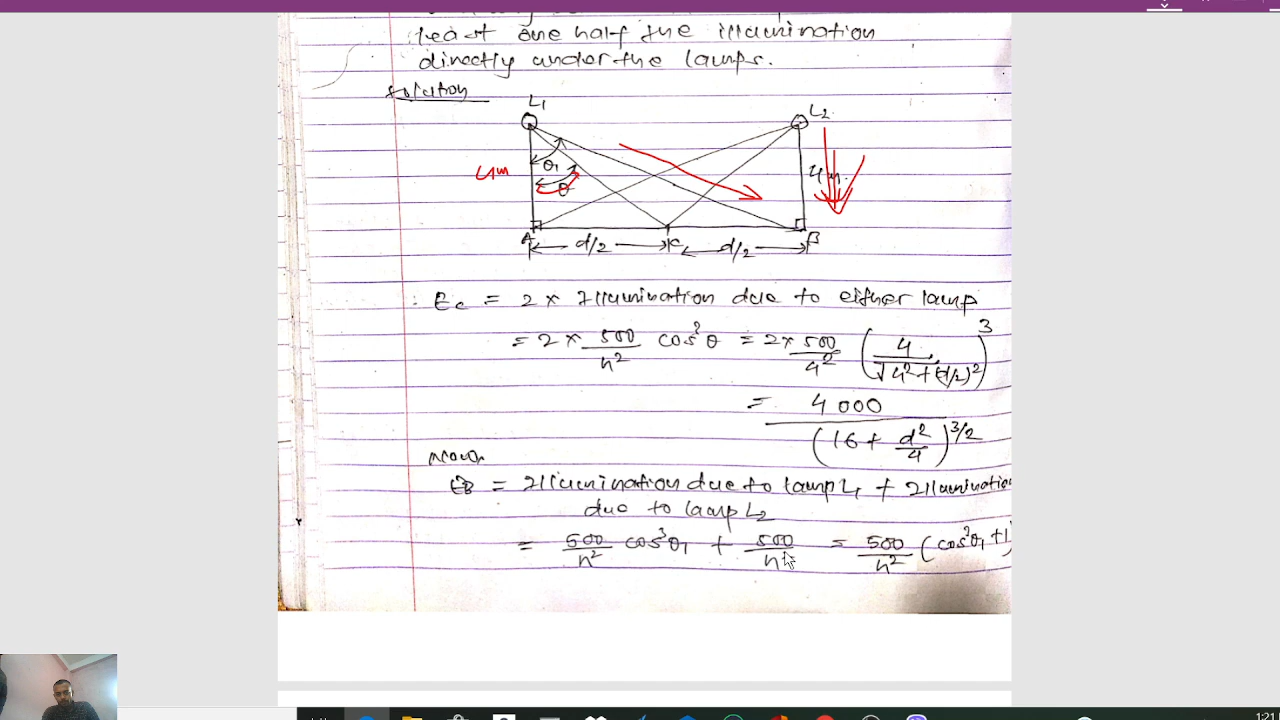 least one half the illumination
directly under the lamps.
solution
L1 L2
θ1
4m 4m.
θ
A d/2 C d/2 B
Ec = 2 × Illumination due to either lamp
= 2 × 500/h² cos³θ = 2 × 500/4² (4/√4²+(d/2)²)³
= 4000/(16 + d²/4)^3/2
Now
EB = Illumination due to lamp L1 + Illumination
due to lamp L2
= 500/h² cos³θ1 + 500/h² = 500/h² (cos³θ1 + 1)
1:21